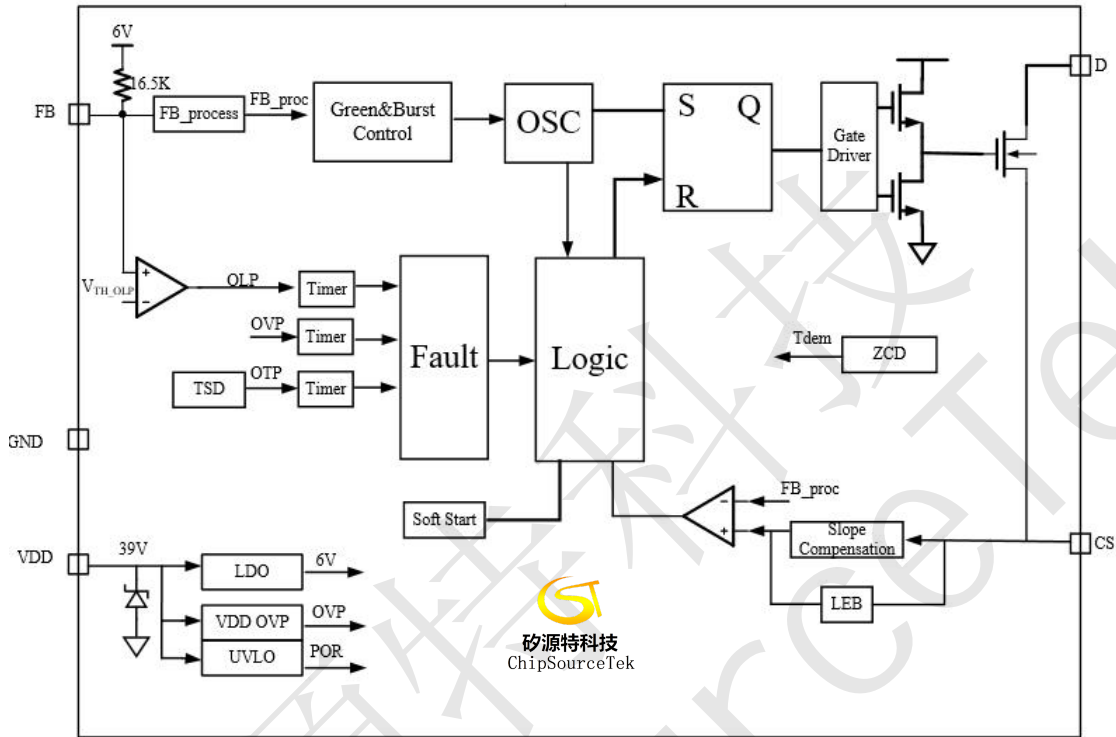 6V
16.5K
FB
FB_process
FB_proc
Green&Burst
Control
OSC
S
Q
R
Gate
Driver
D
VTH_OLP
+
−
OLP
Timer
OVP
Timer
TSD
OTP
Timer
Fault
Logic
Tdem
ZCD
GND
Soft Start
FB_proc
−
+
Slope
Compensation
CS
LEB
VDD
39V
LDO
6V
VDD OVP
OVP
UVLO
POR
矽源特科技
ChipSourceTek